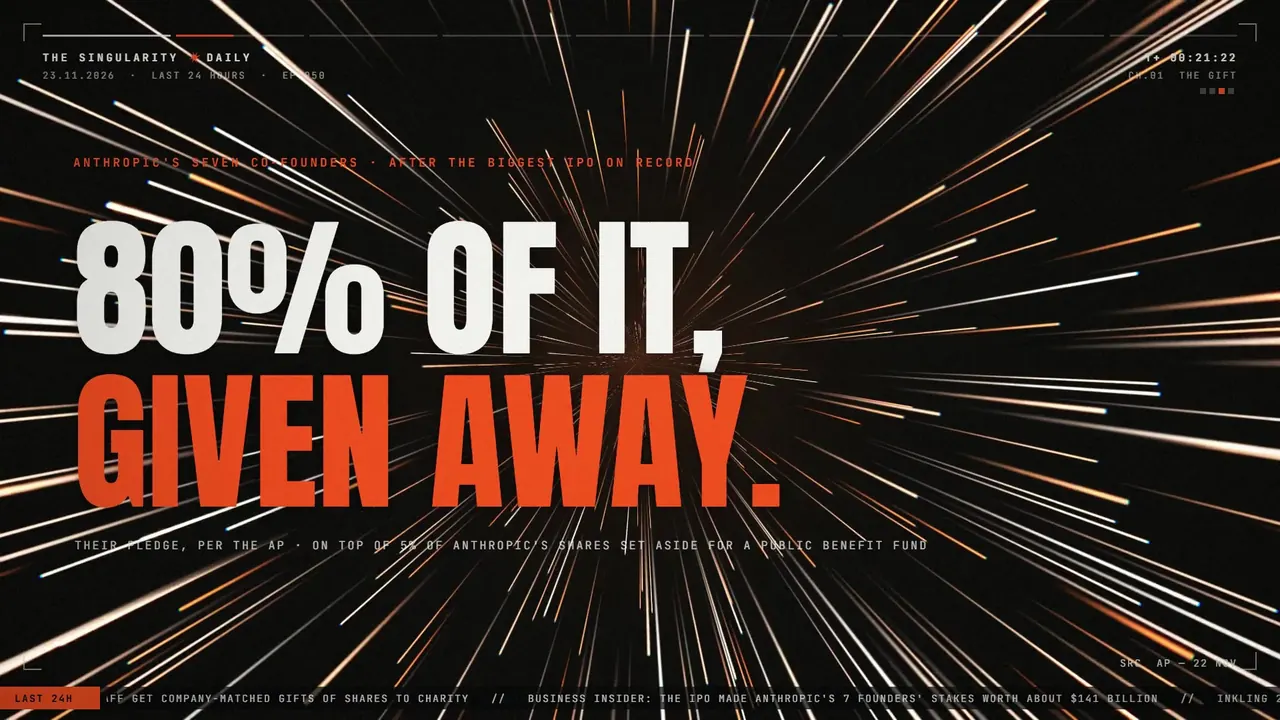 THE SINGULARITY DAILY
23.11.2026 · LAST 24 HOURS · EP 050
T+ 00:21:22
CH.01 THE GIFT
ANTHROPIC'S SEVEN CO-FOUNDERS · AFTER THE BIGGEST IPO ON RECORD
80% OF IT,
GIVEN AWAY.
THEIR PLEDGE, PER THE AP · ON TOP OF 5% OF ANTHROPIC'S SHARES SET ASIDE FOR A PUBLIC BENEFIT FUND
SRC AP — 22 NOV
LAST 24H
GET COMPANY-MATCHED GIFTS OF SHARES TO CHARITY // BUSINESS INSIDER: THE IPO MADE ANTHROPIC'S 7 FOUNDERS' STAKES WORTH ABOUT $141 BILLION // INKLING